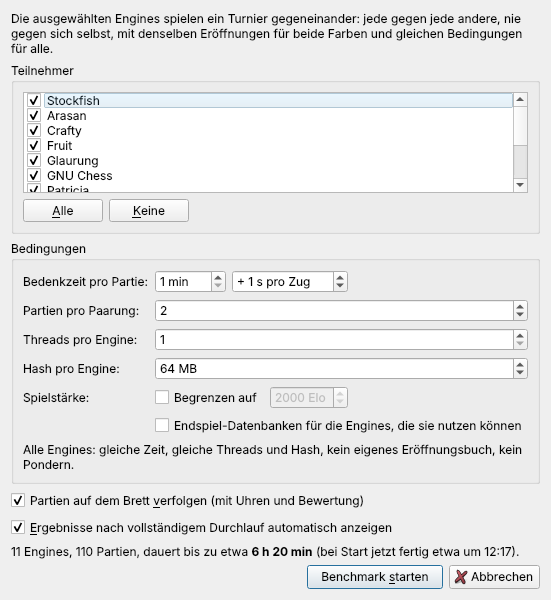 Die ausgewählten Engines spielen ein Turnier gegeneinander: jede gegen jede andere, nie
gegen sich selbst, mit denselben Eröffnungen für beide Farben und gleichen Bedingungen
für alle.
Teilnehmer
Stockfish
Arasan
Crafty
Fruit
Glaurung
GNU Chess
Patricia
Alle Keine
Bedingungen
Bedenkzeit pro Partie: 1 min + 1 s pro Zug
Partien pro Paarung: 2
Threads pro Engine: 1
Hash pro Engine: 64 MB
Spielstärke: Begrenzen auf 2000 Elo
Endspiel-Datenbanken für die Engines, die sie nutzen können
Alle Engines: gleiche Zeit, gleiche Threads und Hash, kein eigenes Eröffnungsbuch, kein
Pondern.
Partien auf dem Brett verfolgen (mit Uhren und Bewertung)
Ergebnisse nach vollständigem Durchlauf automatisch anzeigen
11 Engines, 110 Partien, dauert bis zu etwa 6 h 20 min (bei Start jetzt fertig etwa um 12:17).
Benchmark starten Abbrechen